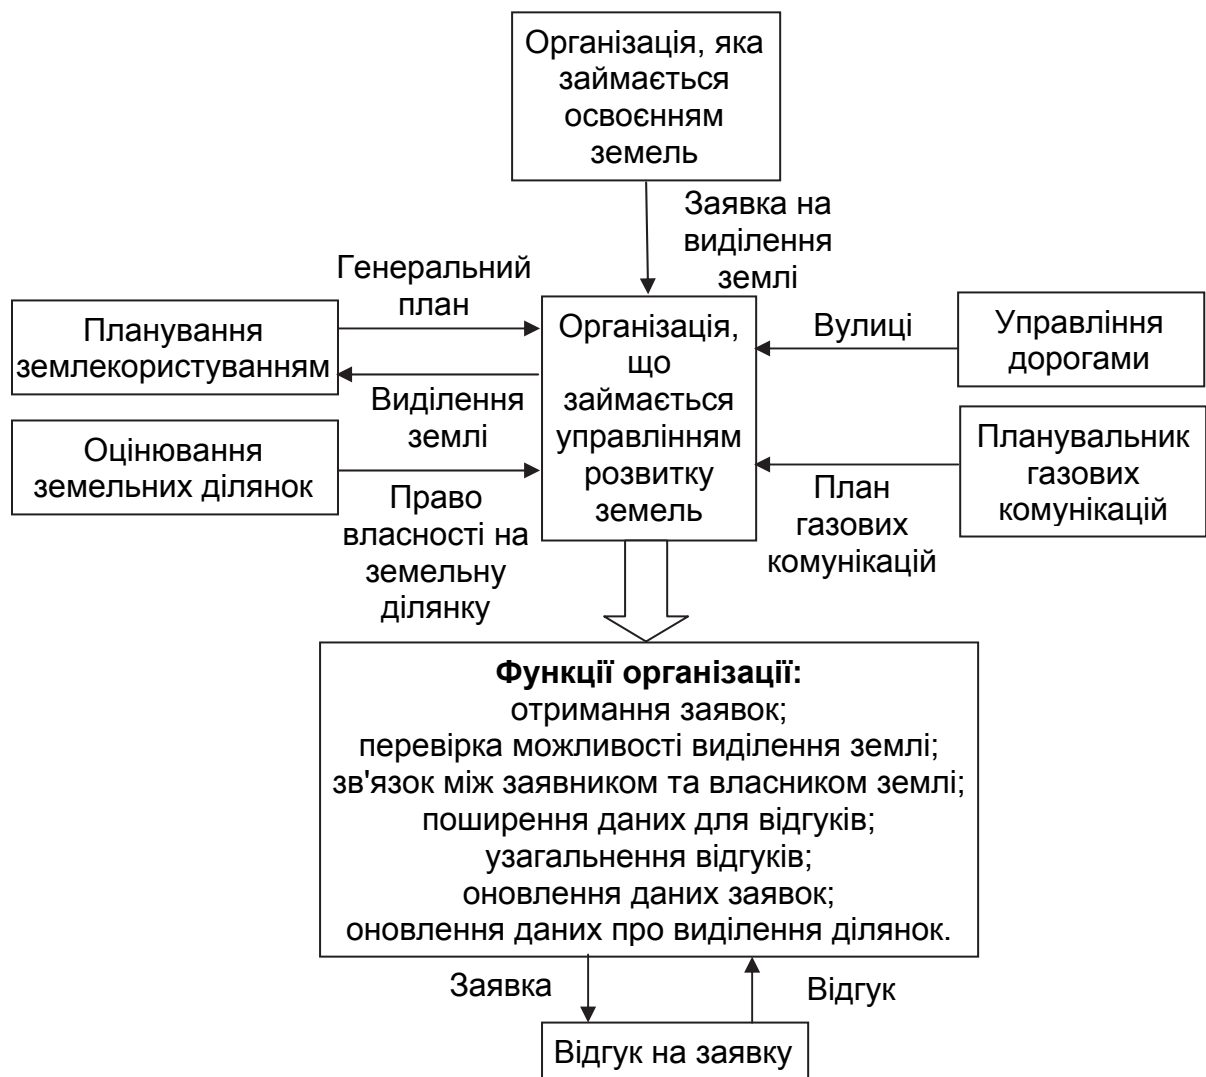 Організація, яка
займається
освоєнням
земель
Заявка на
виділення
землі
Генеральний
план
Планування
землекористуванням
Виділення
землі
Оцінювання
земельних ділянок
Право
власності на
земельну
ділянку
Організація,
що
займається
управлінням
розвитку
земель
Вулиці
Управління
дорогами
План
газових
комунікацій
Планувальник
газових
комунікацій
Функції організації:
отримання заявок;
перевірка можливості виділення землі;
зв'язок між заявником та власником землі;
поширення даних для відгуків;
узагальнення відгуків;
оновлення даних заявок;
оновлення даних про виділення ділянок.
Заявка
Відгук
Відгук на заявку